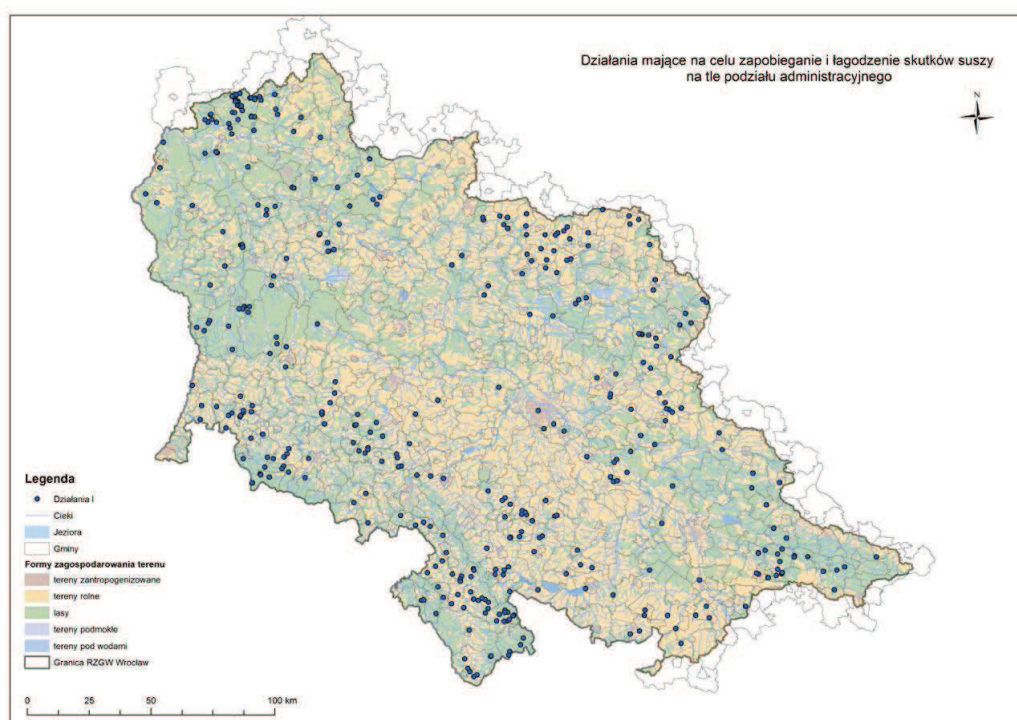 Działania mające na celu zapobieganie i łagodzenie skutków suszy
na tle podziału administracyjnego
N
Legenda
Działania I
Cieki
Jeziora
Gminy
Formy zagospodarowania terenu
tereny zantropogenizowane
tereny rolne
lasy
tereny podmokłe
tereny pod wodami
Granica RZGW Wrocław
0 25 50 100 km